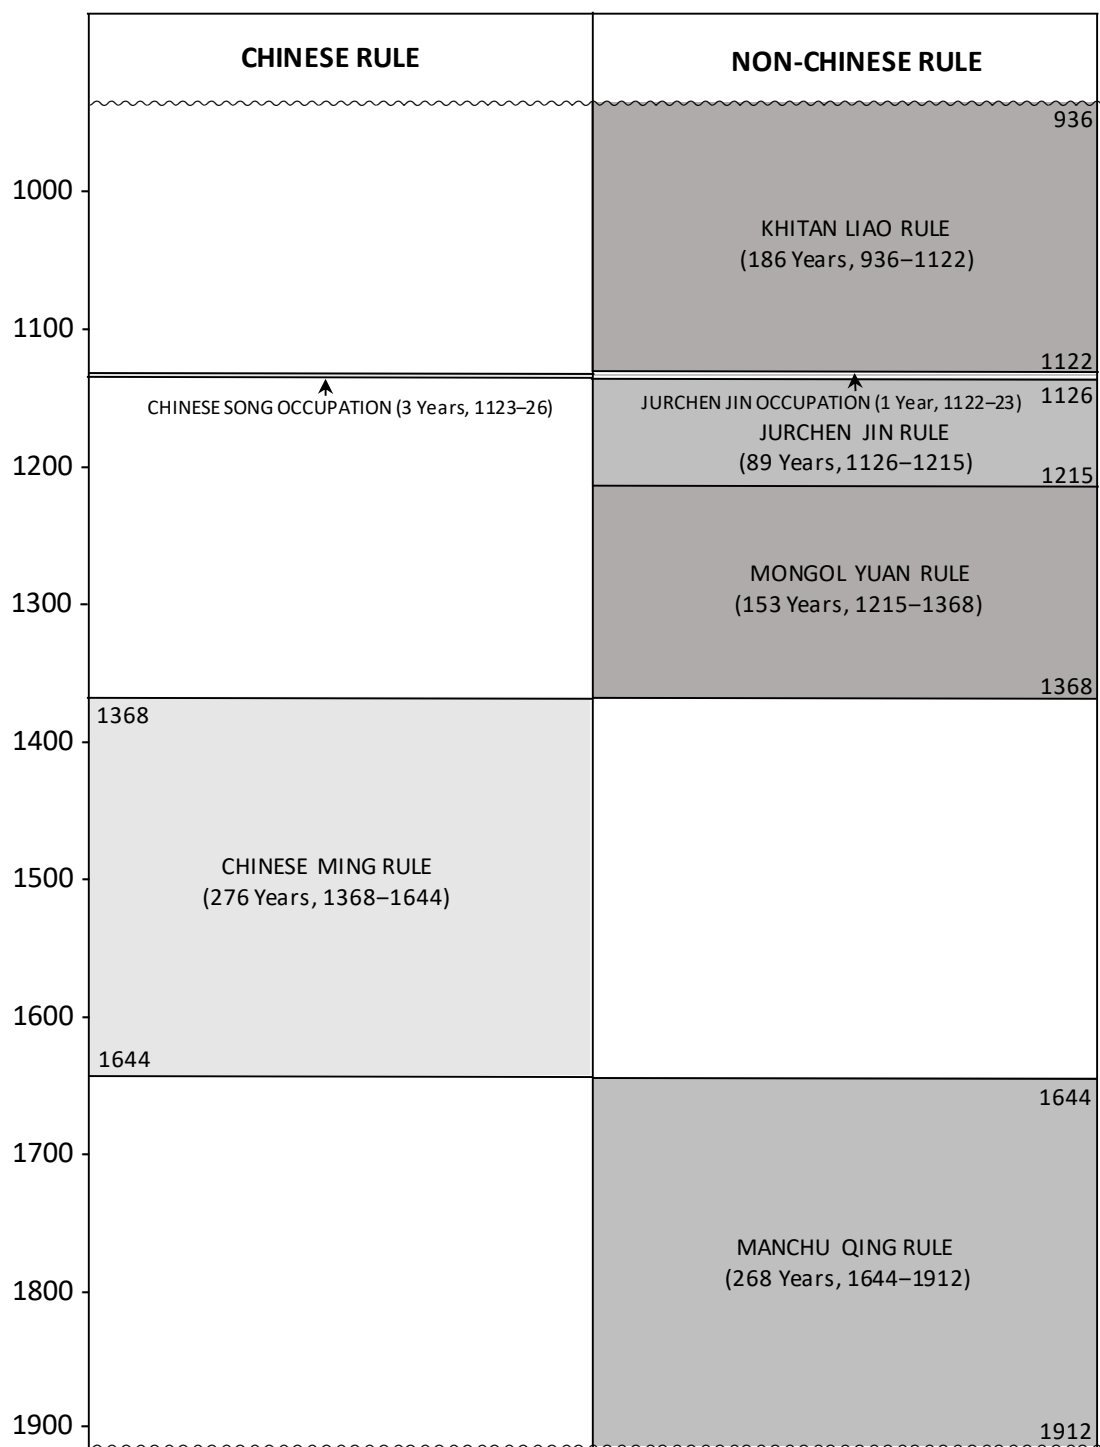 CHINESE RULE
NON-CHINESE RULE
936
1000
KHITAN LIAO RULE
(186 Years, 936–1122)
1100
1122
CHINESE SONG OCCUPATION (3 Years, 1123–26)
JURCHEN JIN OCCUPATION (1 Year, 1122–23)
1126
JURCHEN JIN RULE
(89 Years, 1126–1215)
1200
1215
MONGOL YUAN RULE
(153 Years, 1215–1368)
1300
1368
1368
1400
CHINESE MING RULE
(276 Years, 1368–1644)
1500
1600
1644
1644
1700
MANCHU QING RULE
(268 Years, 1644–1912)
1800
1900
1912